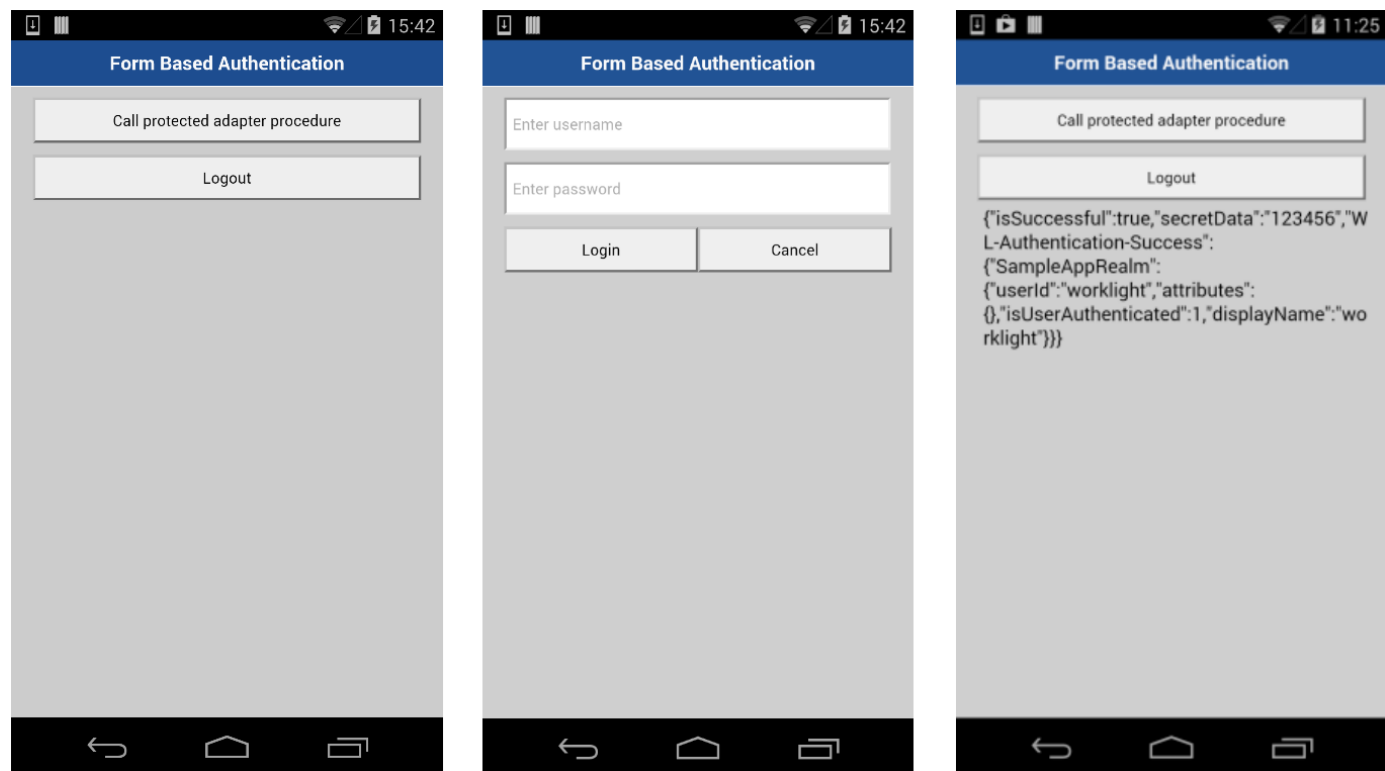 15:42
Form Based Authentication
Call protected adapter procedure
Logout
15:42
Form Based Authentication
Enter username
Enter password
Login
Cancel
11:25
Form Based Authentication
Call protected adapter procedure
Logout
{"isSuccessful":true,"secretData":"123456","W
L-Authentication-Success":
{"SampleAppRealm":
{"userId":"worklight","attributes":
{},"isUserAuthenticated":1,"displayName":"wo
rklight"}}}